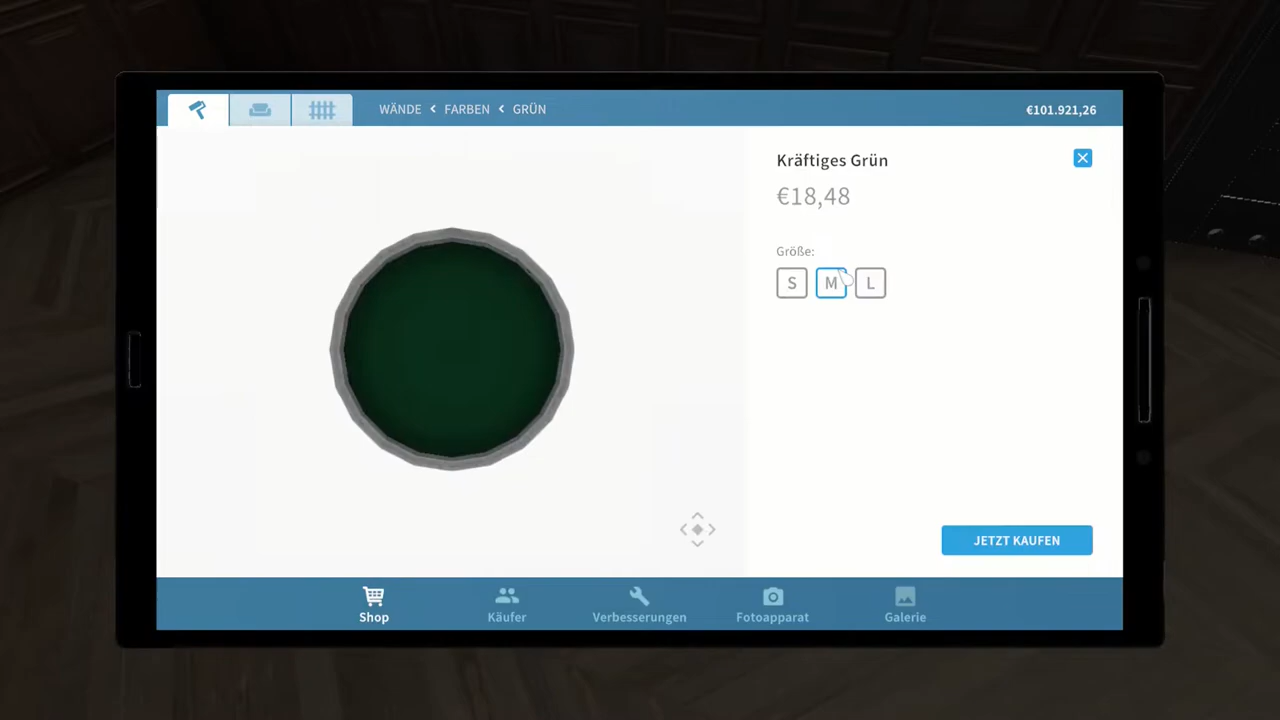 WÄNDE < FARBEN < GRÜN
€101.921,26
Kräftiges Grün
€18,48
Größe:
S M L
JETZT KAUFEN
Shop Käufer Verbesserungen Fotoapparat Galerie